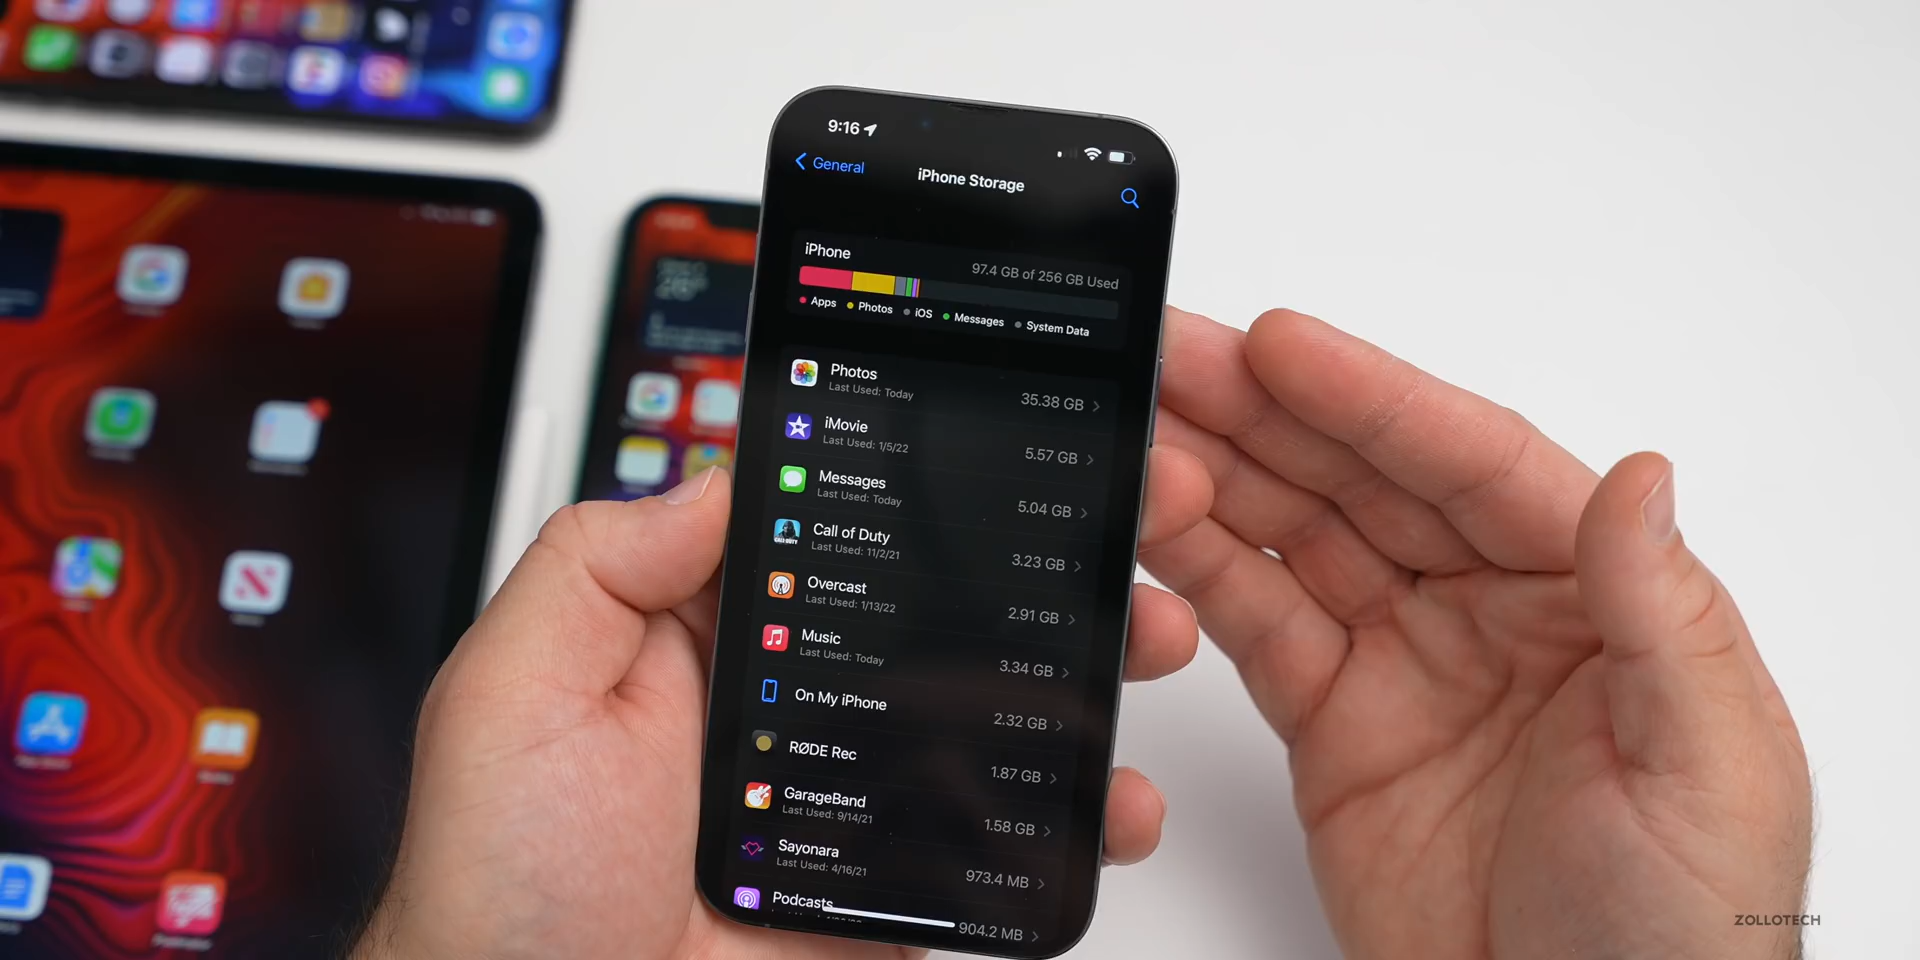 9:16
General
iPhone Storage
iPhone
97.4 GB of 256 GB Used
Apps Photos iOS Messages System Data
Photos
Last Used: Today
35.38 GB
iMovie
Last Used: 1/5/22
5.57 GB
Messages
Last Used: Today
5.04 GB
Call of Duty
Last Used: 11/2/21
3.23 GB
Overcast
Last Used: 1/13/22
2.91 GB
Music
Last Used: Today
3.34 GB
On My iPhone
2.32 GB
RØDE Rec
1.87 GB
GarageBand
Last Used: 9/14/21
1.58 GB
Sayonara
Last Used: 4/16/21
973.4 MB
Podcasts
904.2 MB
ZOLLOTECH